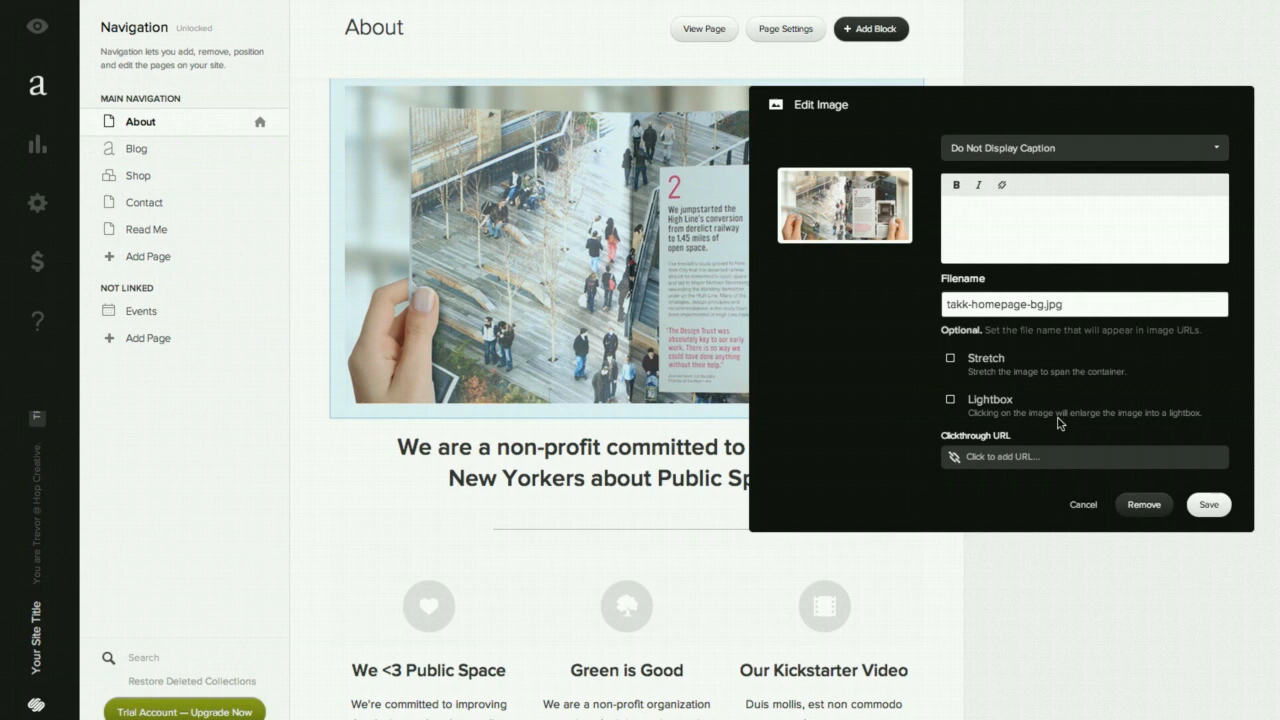 Navigation Unlocked
Navigation lets you add, remove, position
and edit the pages on your site.
MAIN NAVIGATION
About
Blog
Shop
Contact
Read Me
Add Page
NOT LINKED
Events
Add Page
Search
Restore Deleted Collections
Trial Account — Upgrade Now
a
You are Trevor @ Hop Creative.
Your Site Title
About
View Page
Page Settings
+ Add Block
2
We jumpstarted the
High Line's conversion
from derelict railway
to 1.45 miles of
open space.
"The Design Trust was
absolutely key to our early
work. There is no way we
could have done anything
without their help."
We are a non-profit committed to
New Yorkers about Public Sp
We <3 Public Space
Green is Good
Our Kickstarter Video
We're committed to improving
We are a non-profit organization
Duis mollis, est non commodo
Edit Image
Do Not Display Caption
B I
Filename
takk-homepage-bg.jpg
Optional. Set the file name that will appear in image URLs.
Stretch
Stretch the image to span the container.
Lightbox
Clicking on the image will enlarge the image into a lightbox.
Clickthrough URL
Click to add URL...
Cancel
Remove
Save